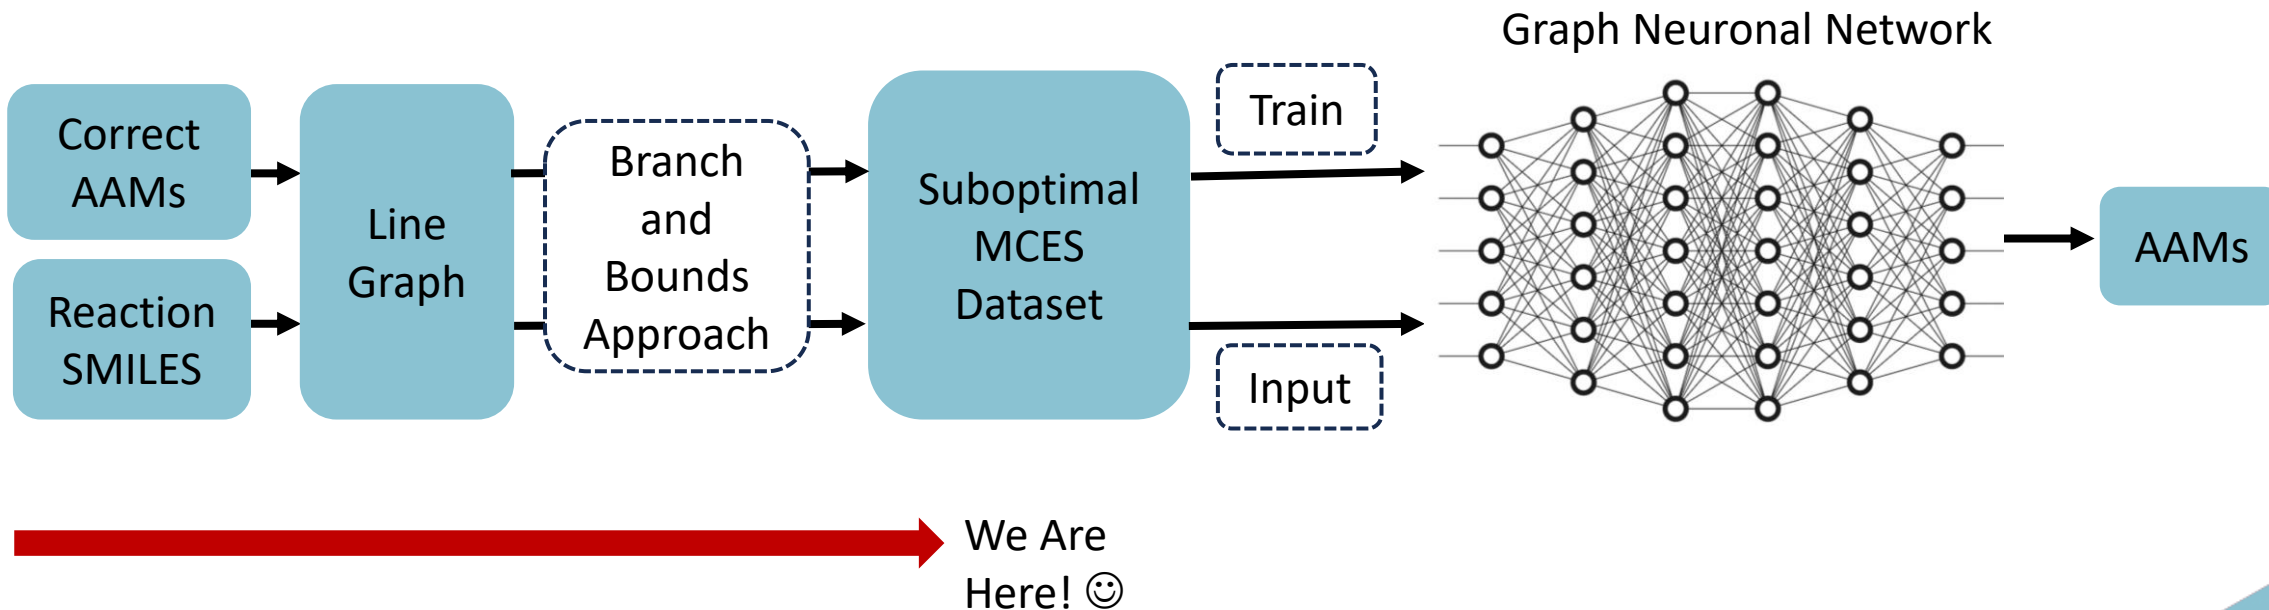 Graph Neuronal Network
Correct
AAMs
Reaction
SMILES
Line
Graph
Branch
and
Bounds
Approach
Suboptimal
MCES
Dataset
Train
Input
AAMs
We Are
Here! ☺